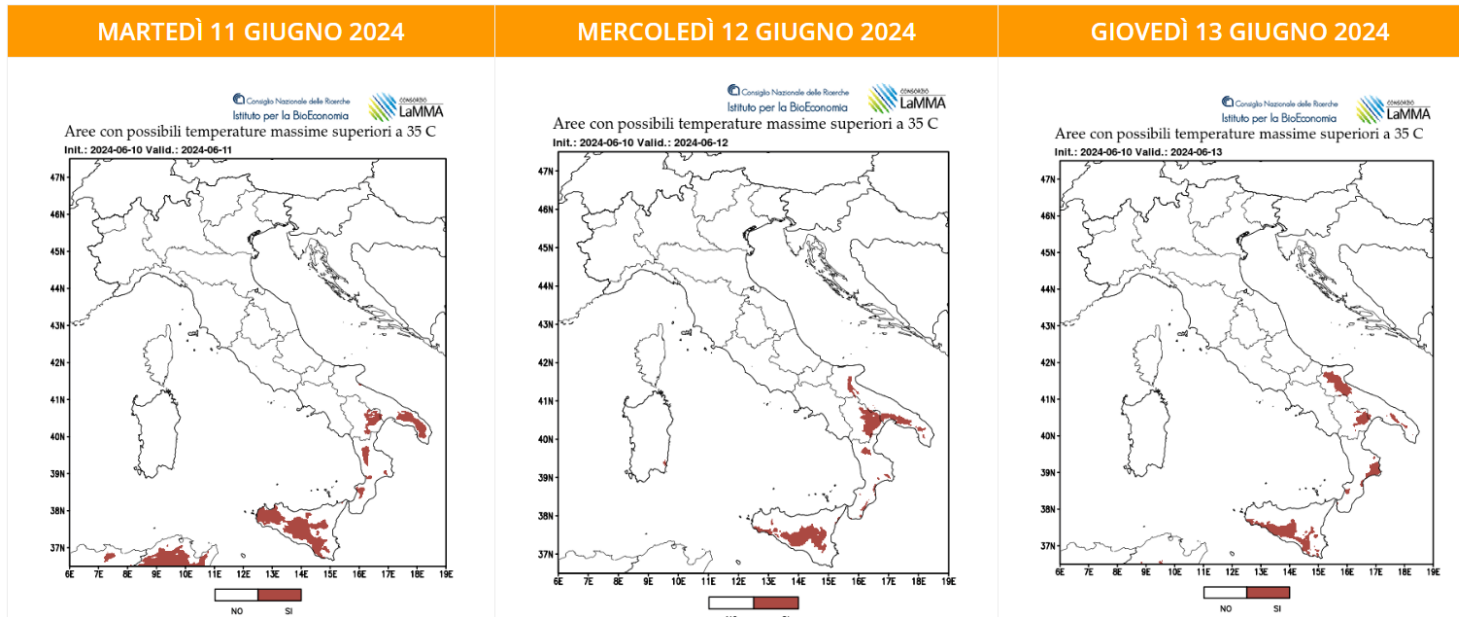 MARTEDÌ 11 GIUGNO 2024
MERCOLEDÌ 12 GIUGNO 2024
GIOVEDÌ 13 GIUGNO 2024
Consiglio Nazionale delle Ricerche
Istituto per la BioEconomia
CONSORZIO
LaMMA
Aree con possibili temperature massime superiori a 35 C
Init.: 2024-06-10 Valid.: 2024-06-11
47N
46N
45N
44N
43N
42N
41N
40N
39N
38N
37N
6E 7E 8E 9E 10E 11E 12E 13E 14E 15E 16E 17E 18E 19E
NO SI
Consiglio Nazionale delle Ricerche
Istituto per la BioEconomia
CONSORZIO
LaMMA
Aree con possibili temperature massime superiori a 35 C
Init.: 2024-06-10 Valid.: 2024-06-12
47N
46N
45N
44N
43N
42N
41N
40N
39N
38N
37N
6E 7E 8E 9E 10E 11E 12E 13E 14E 15E 16E 17E 18E 19E
Consiglio Nazionale delle Ricerche
Istituto per la BioEconomia
CONSORZIO
LaMMA
Aree con possibili temperature massime superiori a 35 C
Init.: 2024-06-10 Valid.: 2024-06-13
47N
46N
45N
44N
43N
42N
41N
40N
39N
38N
37N
6E 7E 8E 9E 10E 11E 12E 13E 14E 15E 16E 17E 18E 19E
NO SI